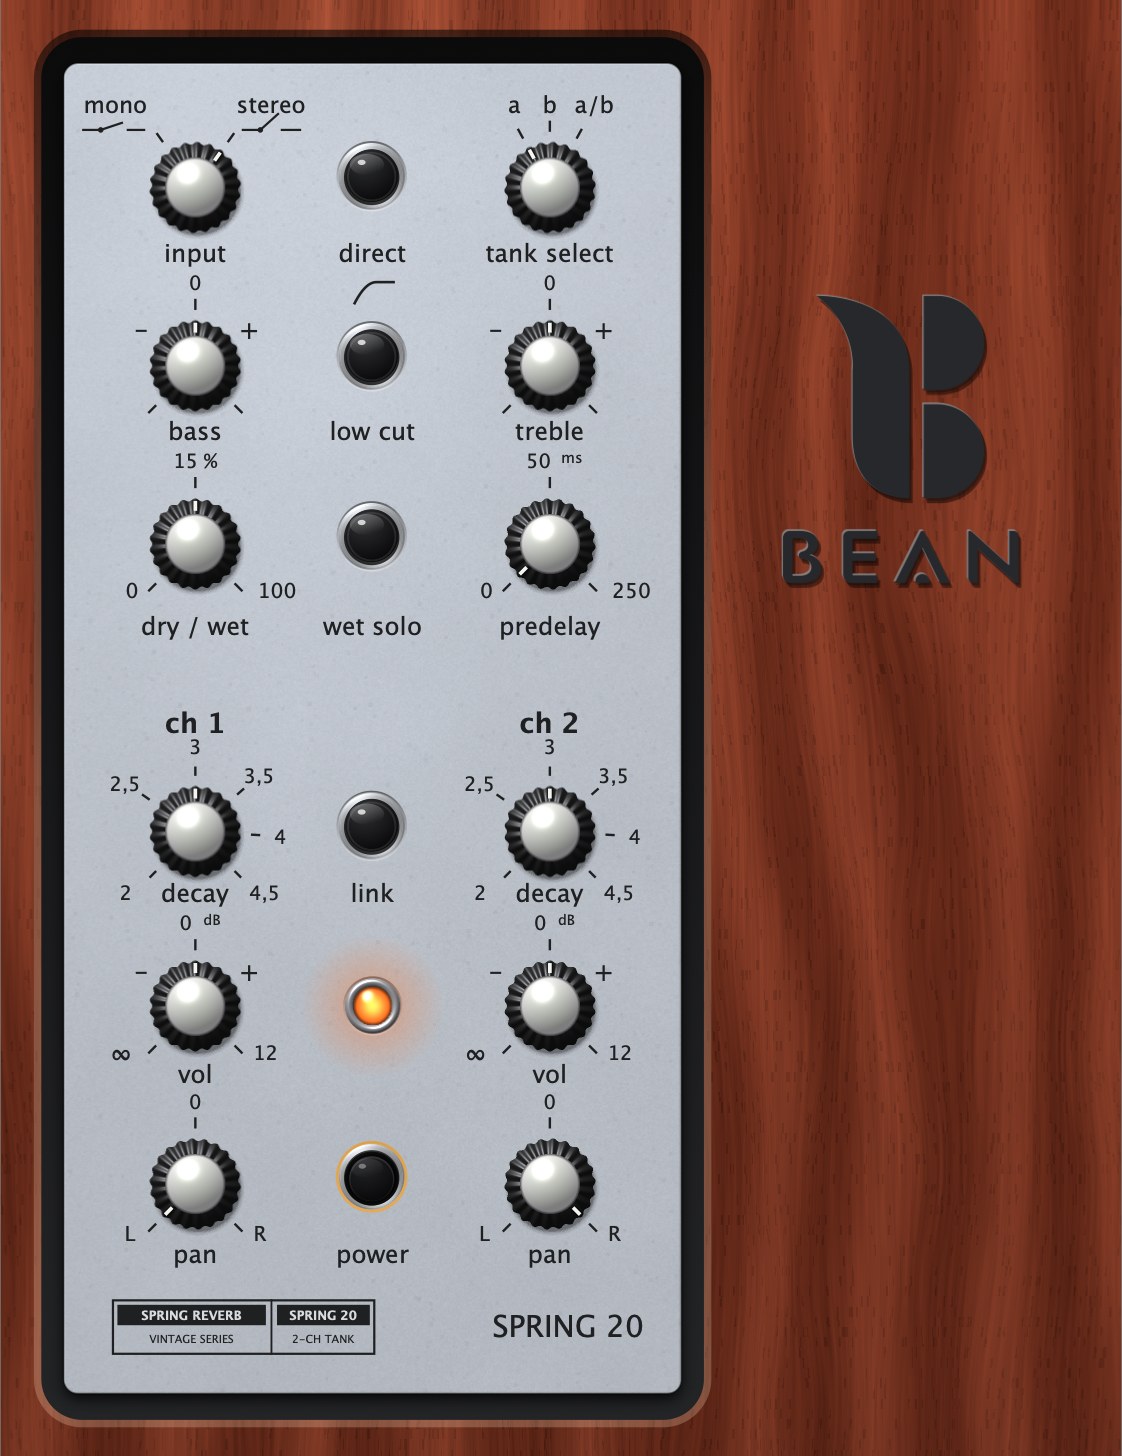 mono stereo
a b a/b
input direct tank select
0 0
– + – +
bass low cut treble
15 % 50 ms
0 100 0 250
dry / wet wet solo predelay
ch 1 ch 2
3 3
2,5 3,5 2,5 3,5
4 4
2 decay 4,5 link 2 decay 4,5
0 dB 0 dB
– + – +
∞ 12 ∞ 12
vol vol
0 0
L R L R
pan power pan
SPRING REVERB SPRING 20
VINTAGE SERIES 2-CH TANK
SPRING 20
BEAN